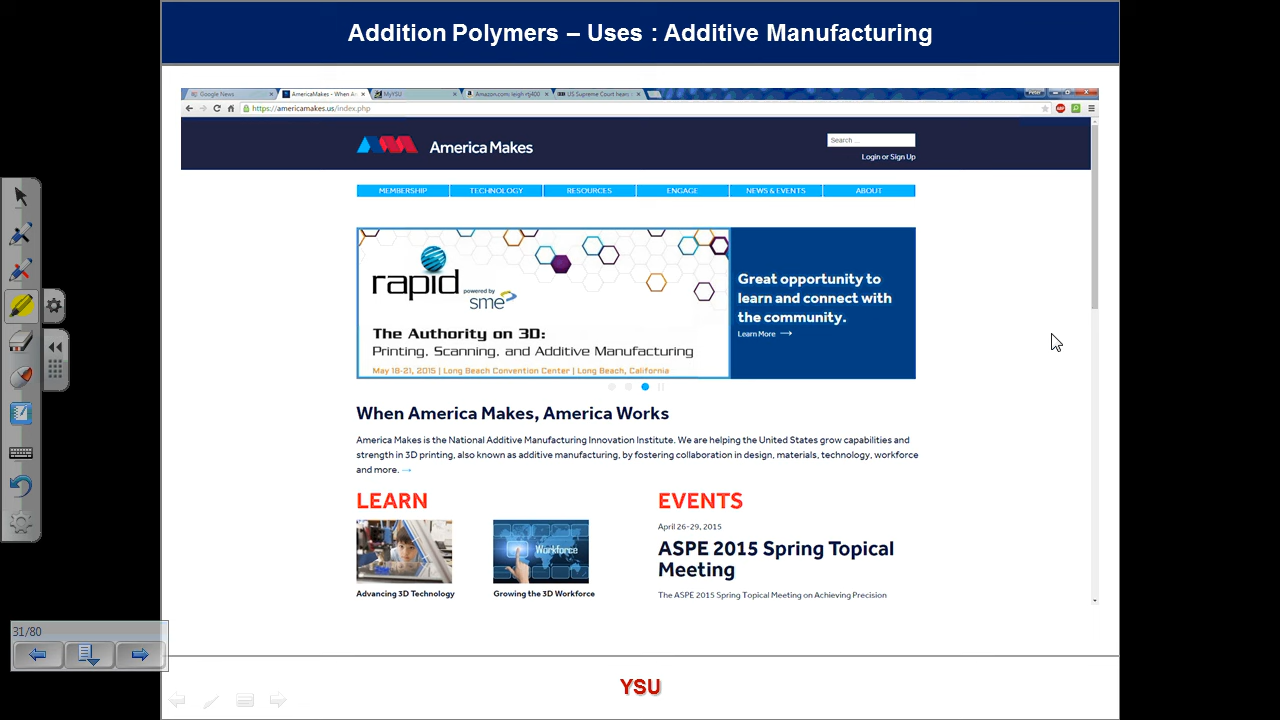 Addition Polymers – Uses : Additive Manufacturing
Google News
AmericaMakes - When A
MyYSU
Amazon.com: leigh rtj400
US Supreme Court hears
https://americamakes.us/index.php
America Makes
Search ...
Login or Sign Up
MEMBERSHIP TECHNOLOGY RESOURCES ENGAGE NEWS & EVENTS ABOUT
rapid
powered by
sme
The Authority on 3D:
Printing, Scanning, and Additive Manufacturing
May 18-21, 2015 | Long Beach Convention Center | Long Beach, California
Great opportunity to
learn and connect with
the community.
Learn More →
When America Makes, America Works
America Makes is the National Additive Manufacturing Innovation Institute. We are helping the United States grow capabilities and
strength in 3D printing, also known as additive manufacturing, by fostering collaboration in design, materials, technology, workforce
and more. →
LEARN
Workforce
Advancing 3D Technology
Growing the 3D Workforce
EVENTS
April 26-29, 2015
ASPE 2015 Spring Topical
Meeting
The ASPE 2015 Spring Topical Meeting on Achieving Precision
31/80
YSU